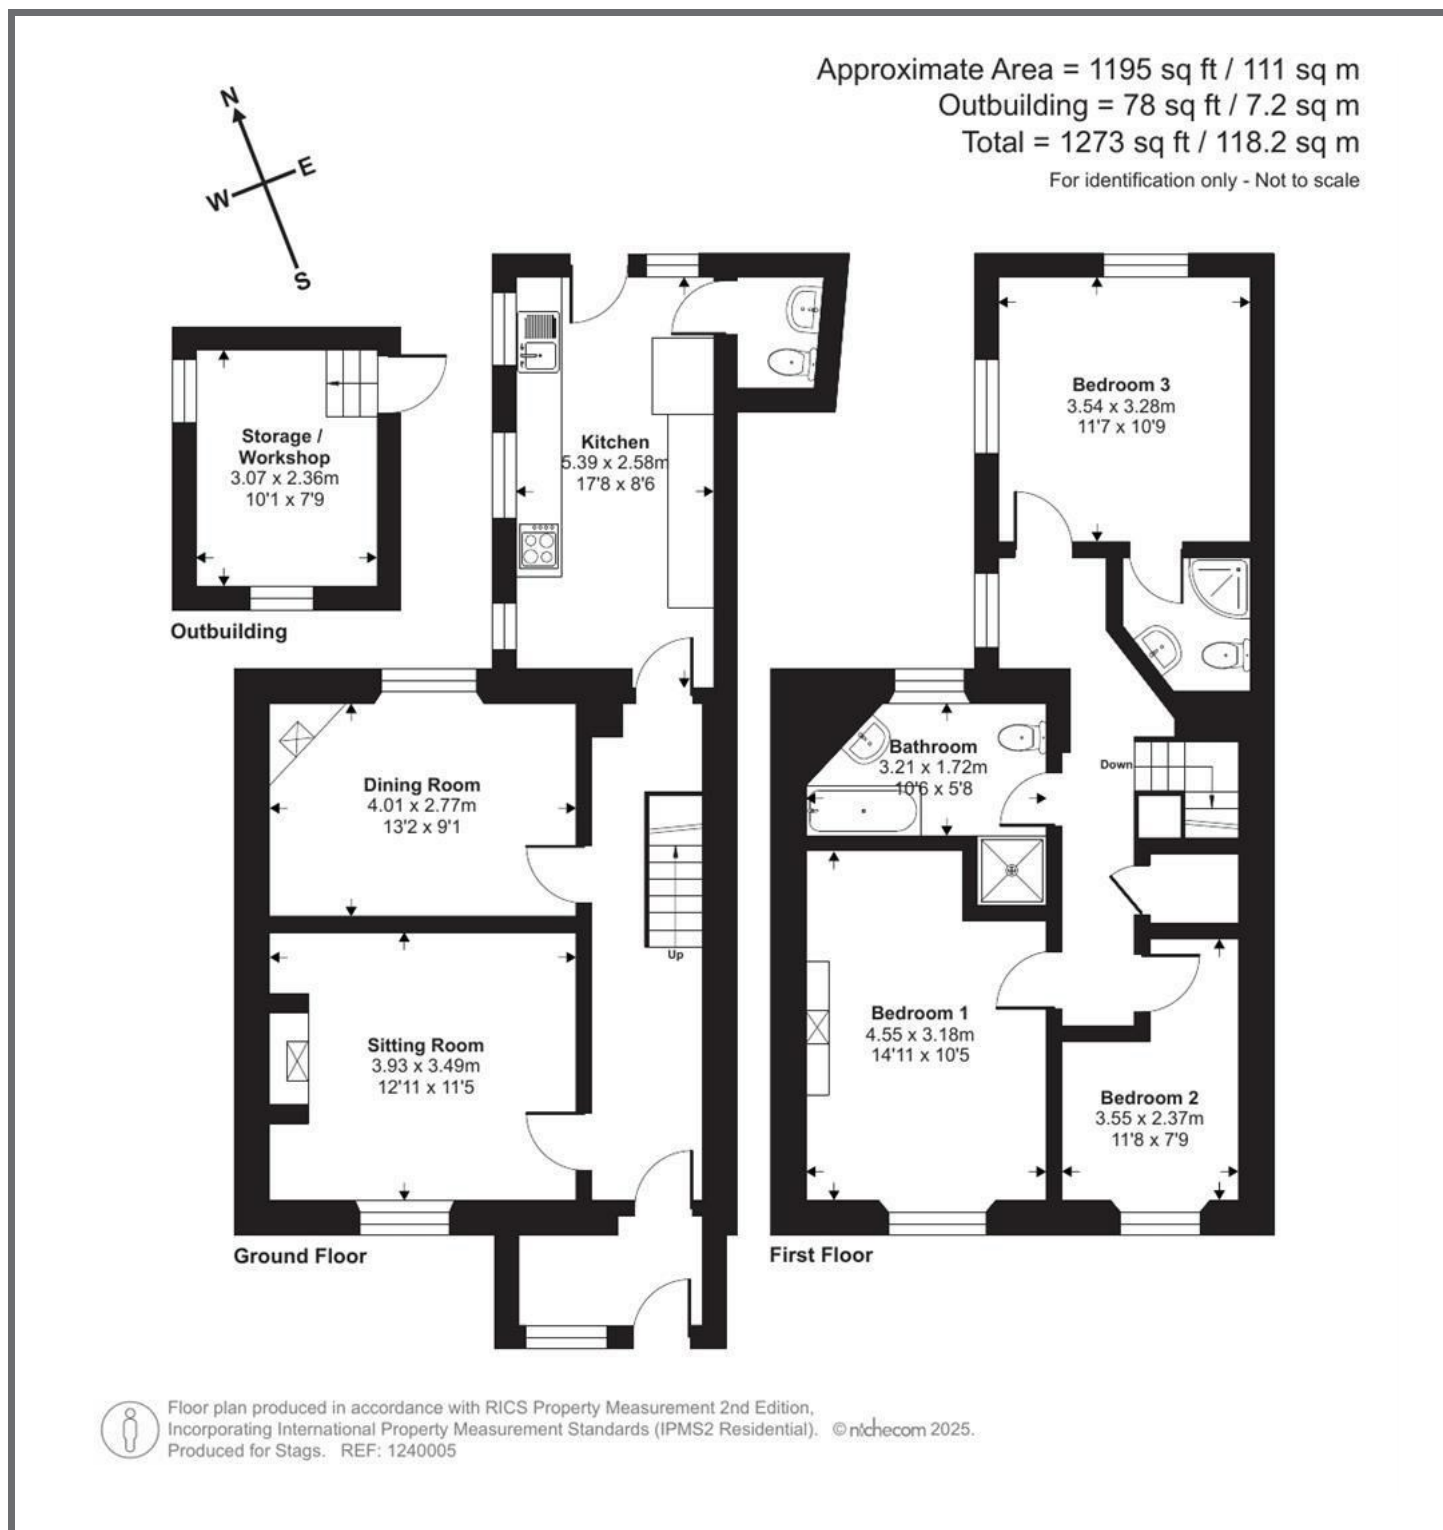 Approximate Area = 1195 sq ft / 111 sq m
Outbuilding = 78 sq ft / 7.2 sq m
Total = 1273 sq ft / 118.2 sq m
For identification only - Not to scale
N
E
W
S
Storage /
Workshop
3.07 x 2.36m
10'1 x 7'9
Outbuilding
Kitchen
5.39 x 2.58m
17'8 x 8'6
Dining Room
4.01 x 2.77m
13'2 x 9'1
Up
Sitting Room
3.93 x 3.49m
12'11 x 11'5
Ground Floor
Bedroom 3
3.54 x 3.28m
11'7 x 10'9
Bathroom
3.21 x 1.72m
10'6 x 5'8
Down
Bedroom 1
4.55 x 3.18m
14'11 x 10'5
Bedroom 2
3.55 x 2.37m
11'8 x 7'9
First Floor
Floor plan produced in accordance with RICS Property Measurement 2nd Edition,
Incorporating International Property Measurement Standards (IPMS2 Residential). © nichecom 2025.
Produced for Stags. REF: 1240005